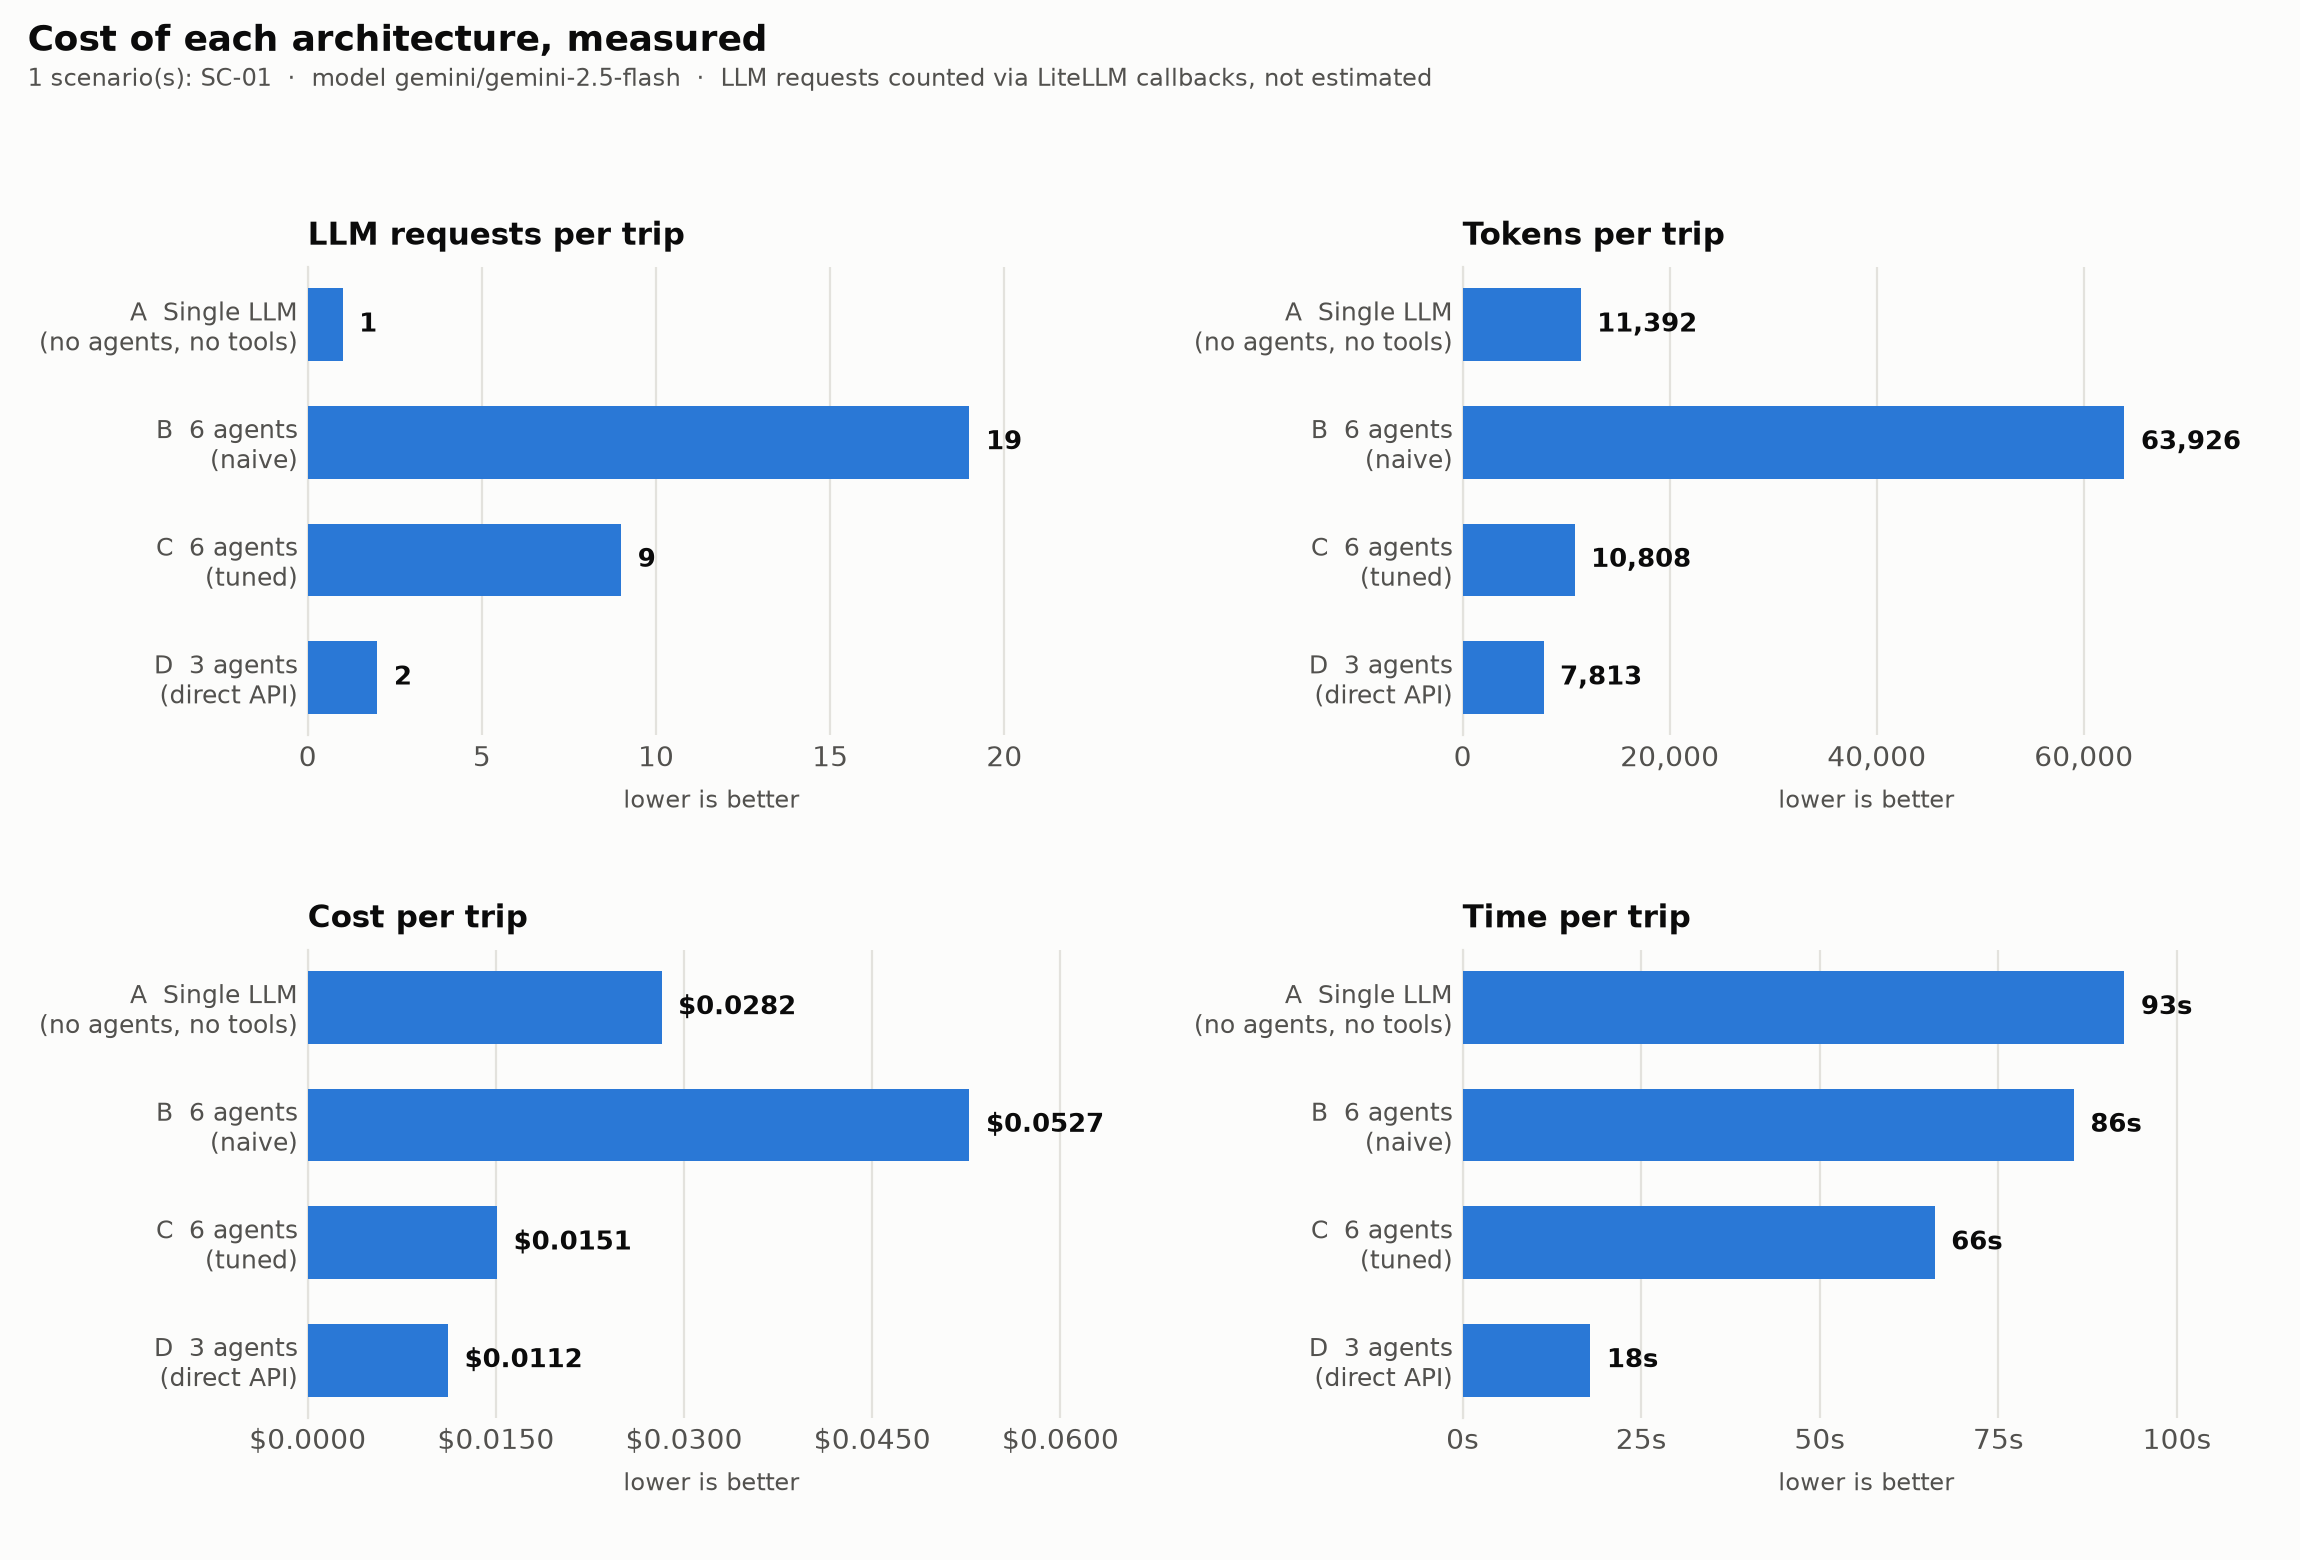 Cost of each architecture, measured
1 scenario(s): SC-01 · model gemini/gemini-2.5-flash · LLM requests counted via LiteLLM callbacks, not estimated
LLM requests per trip
A Single LLM
(no agents, no tools)
1
B 6 agents
(naive)
19
C 6 agents
(tuned)
9
D 3 agents
(direct API)
2
0 5 10 15 20
lower is better
Tokens per trip
A Single LLM
(no agents, no tools)
11,392
B 6 agents
(naive)
63,926
C 6 agents
(tuned)
10,808
D 3 agents
(direct API)
7,813
0 20,000 40,000 60,000
lower is better
Cost per trip
A Single LLM
(no agents, no tools)
$0.0282
B 6 agents
(naive)
$0.0527
C 6 agents
(tuned)
$0.0151
D 3 agents
(direct API)
$0.0112
$0.0000 $0.0150 $0.0300 $0.0450 $0.0600
lower is better
Time per trip
A Single LLM
(no agents, no tools)
93s
B 6 agents
(naive)
86s
C 6 agents
(tuned)
66s
D 3 agents
(direct API)
18s
0s 25s 50s 75s 100s
lower is better